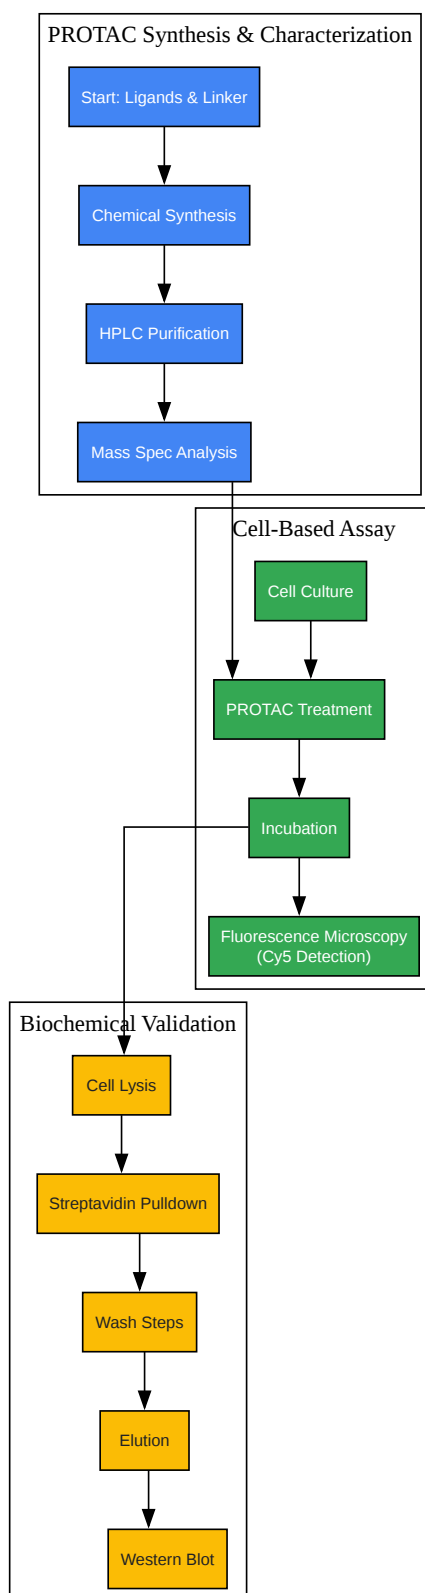 PROTAC Synthesis & Characterization
Start: Ligands & Linker
Chemical Synthesis
HPLC Purification
Mass Spec Analysis
Cell-Based Assay
Cell Culture
PROTAC Treatment
Incubation
Fluorescence Microscopy
(Cy5 Detection)
Biochemical Validation
Cell Lysis
Streptavidin Pulldown
Wash Steps
Elution
Western Blot